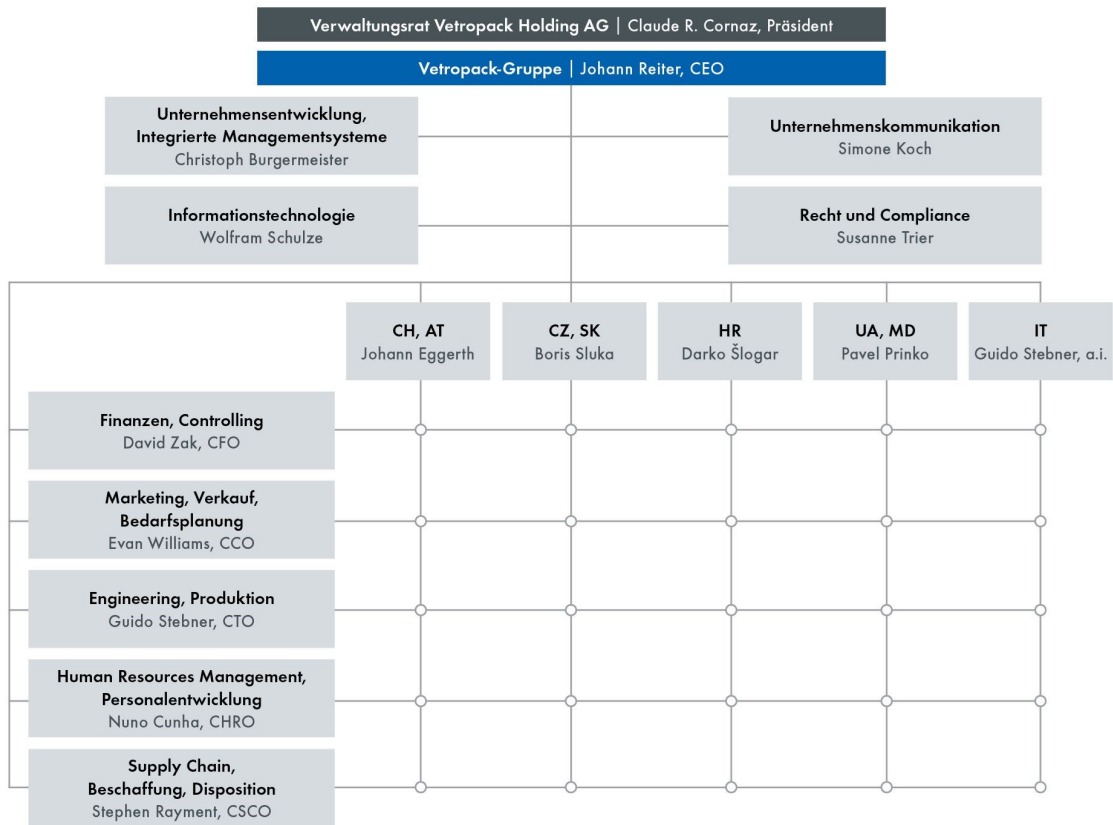 Verwaltungsrat Vetropack Holding AG | Claude R. Cornaz, Präsident
Vetropack-Gruppe | Johann Reiter, CEO
Unternehmensentwicklung,
Integrierte Managementsysteme
Christoph Burgermeister
Unternehmenskommunikation
Simone Koch
Informationstechnologie
Wolfram Schulze
Recht und Compliance
Susanne Trier
CH, AT
Johann Eggerth
CZ, SK
Boris Sluka
HR
Darko Šlogar
UA, MD
Pavel Prinko
IT
Guido Stebner, a.i.
Finanzen, Controlling
David Zak, CFO
Marketing, Verkauf,
Bedarfsplanung
Evan Williams, CCO
Engineering, Produktion
Guido Stebner, CTO
Human Resources Management,
Personalentwicklung
Nuno Cunha, CHRO
Supply Chain,
Beschaffung, Disposition
Stephen Rayment, CSCO